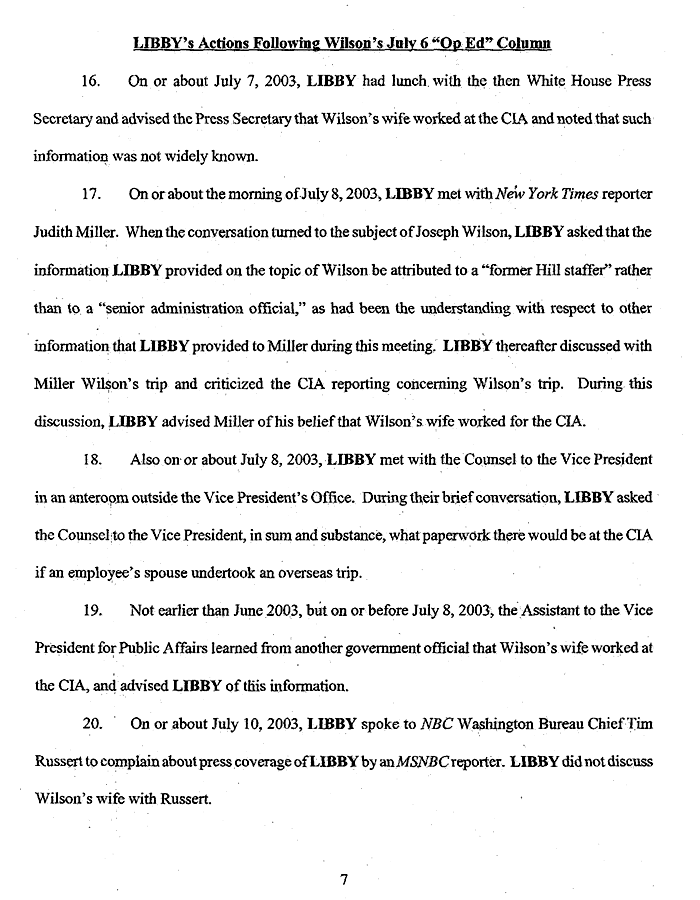 LIBBY's Actions Following Wilson's July 6 “Op Ed” Column
16. On or about July 7, 2003, LIBBY had lunch with the then White House Press
Secretary and advised the Press Secretary that Wilson's wife worked at the CIA and noted that such
information was not widely known.
17. On or about the morning of July 8, 2003, LIBBY met with New York Times reporter
Judith Miller. When the conversation turned to the subject of Joseph Wilson, LIBBY asked that the
information LIBBY provided on the topic of Wilson be attributed to a “former Hill staffer” rather
than to a “senior administration official,” as had been the understanding with respect to other
information that LIBBY provided to Miller during this meeting. LIBBY thereafter discussed with
Miller Wilson's trip and criticized the CIA reporting concerning Wilson's trip. During this
discussion, LIBBY advised Miller of his belief that Wilson's wife worked for the CIA.
18. Also on or about July 8, 2003, LIBBY met with the Counsel to the Vice President
in an anteroom outside the Vice President's Office. During their brief conversation, LIBBY asked
the Counsel to the Vice President, in sum and substance, what paperwork there would be at the CIA
if an employee's spouse undertook an overseas trip.
19. Not earlier than June 2003, but on or before July 8, 2003, the Assistant to the Vice
President for Public Affairs learned from another government official that Wilson's wife worked at
the CIA, and advised LIBBY of this information.
20. On or about July 10, 2003, LIBBY spoke to NBC Washington Bureau Chief Tim
Russert to complain about press coverage of LIBBY by an MSNBC reporter. LIBBY did not discuss
Wilson's wife with Russert.
7